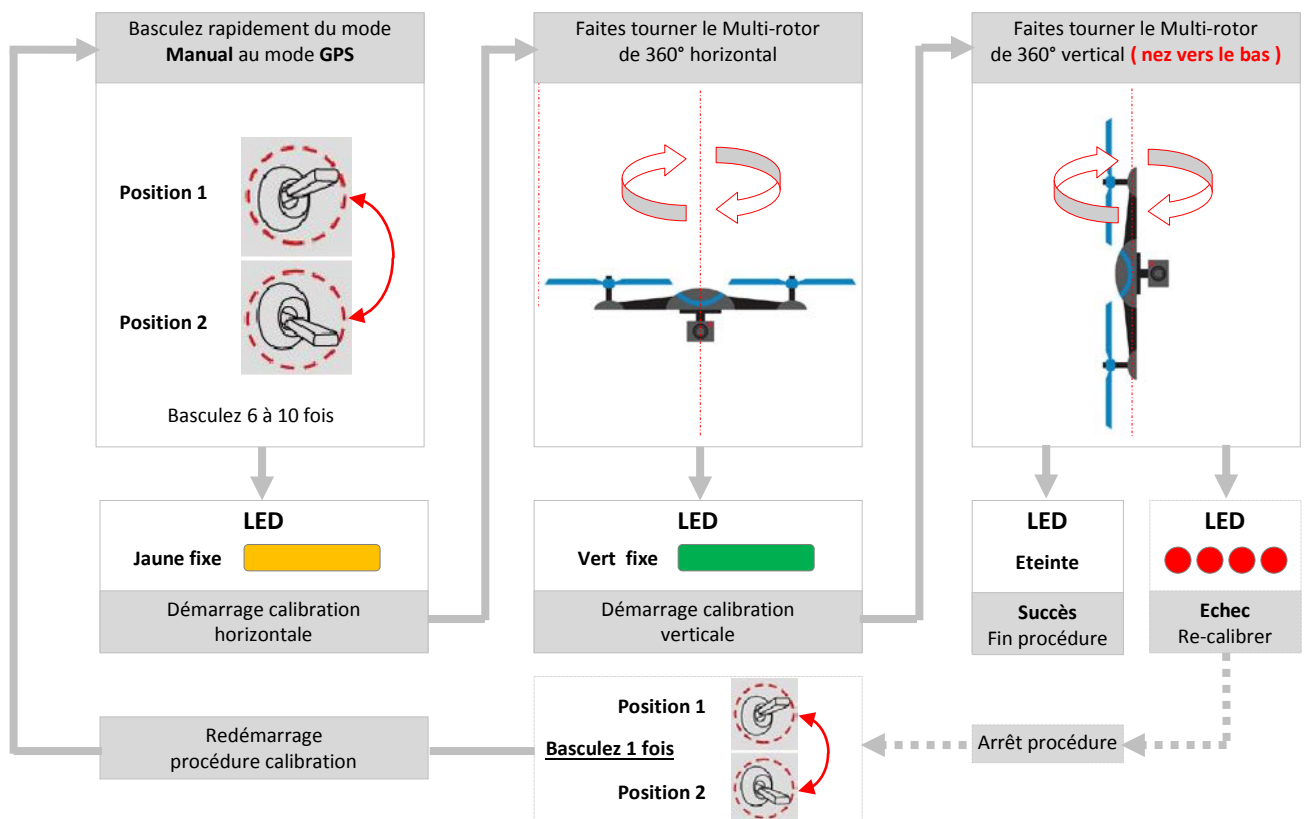 Basculez rapidement du mode
Manual au mode GPS
Position 1
Position 2
Basculez 6 à 10 fois
LED
Jaune fixe
Démarrage calibration
horizontale
Faites tourner le Multi-rotor
de 360° horizontal
LED
Vert fixe
Démarrage calibration
verticale
Faites tourner le Multi-rotor
de 360° vertical ( nez vers le bas )
LED
Eteinte
Succès
Fin procédure
LED
Echec
Re-calibrer
Arrêt procédure
Position 1
Basculez 1 fois
Position 2
Redémarrage
procédure calibration